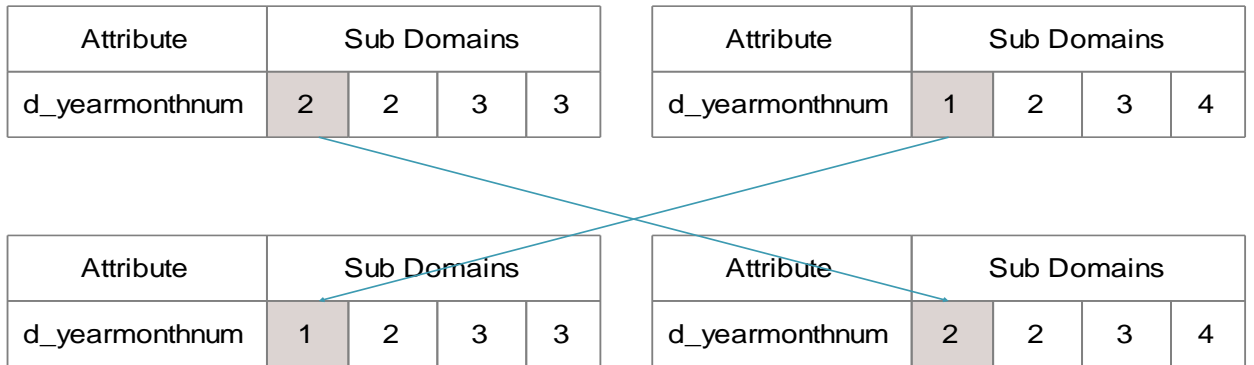 Attribute Sub Domains
d_yearmonthnum 2 2 3 3
Attribute Sub Domains
d_yearmonthnum 1 2 3 4
Attribute Sub Domains
d_yearmonthnum 1 2 3 3
Attribute Sub Domains
d_yearmonthnum 2 2 3 4